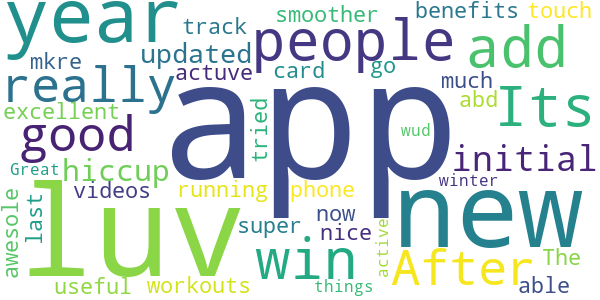 year
track
smoother
benefits
touch
people
add
mkre
updated
really
actuve
card
go
much
abd
Its
excellent
app
tried
wud
good
Great
hiccup
initial
luv
new
videos
running
phone
winter
awesole
last
super
now
nice
win
active
After
The
useful
workouts
things
able